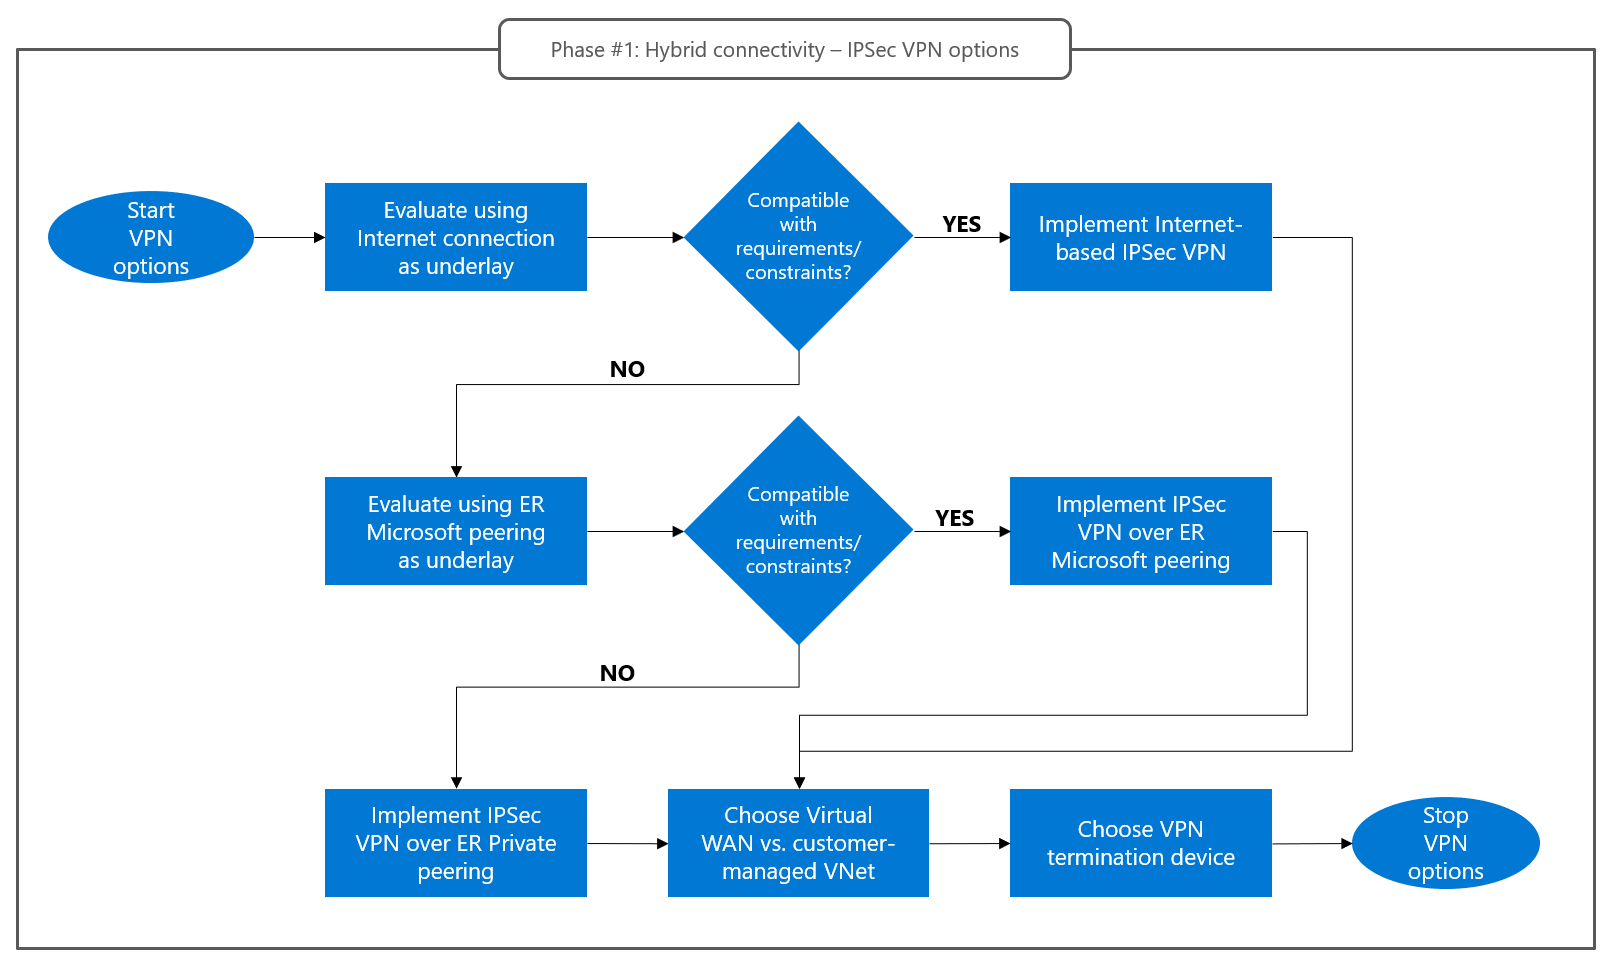 Phase #1: Hybrid connectivity – IPSec VPN options
Start
VPN
options
Evaluate using
Internet connection
as underlay
Compatible
with
requirements/
constraints?
YES
Implement Internet-
based IPSec VPN
NO
Evaluate using ER
Microsoft peering
as underlay
Compatible
with
requirements/
constraints?
YES
Implement IPSec
VPN over ER
Microsoft peering
NO
Implement IPSec
VPN over ER Private
peering
Choose Virtual
WAN vs. customer-
managed VNet
Choose VPN
termination device
Stop
VPN
options